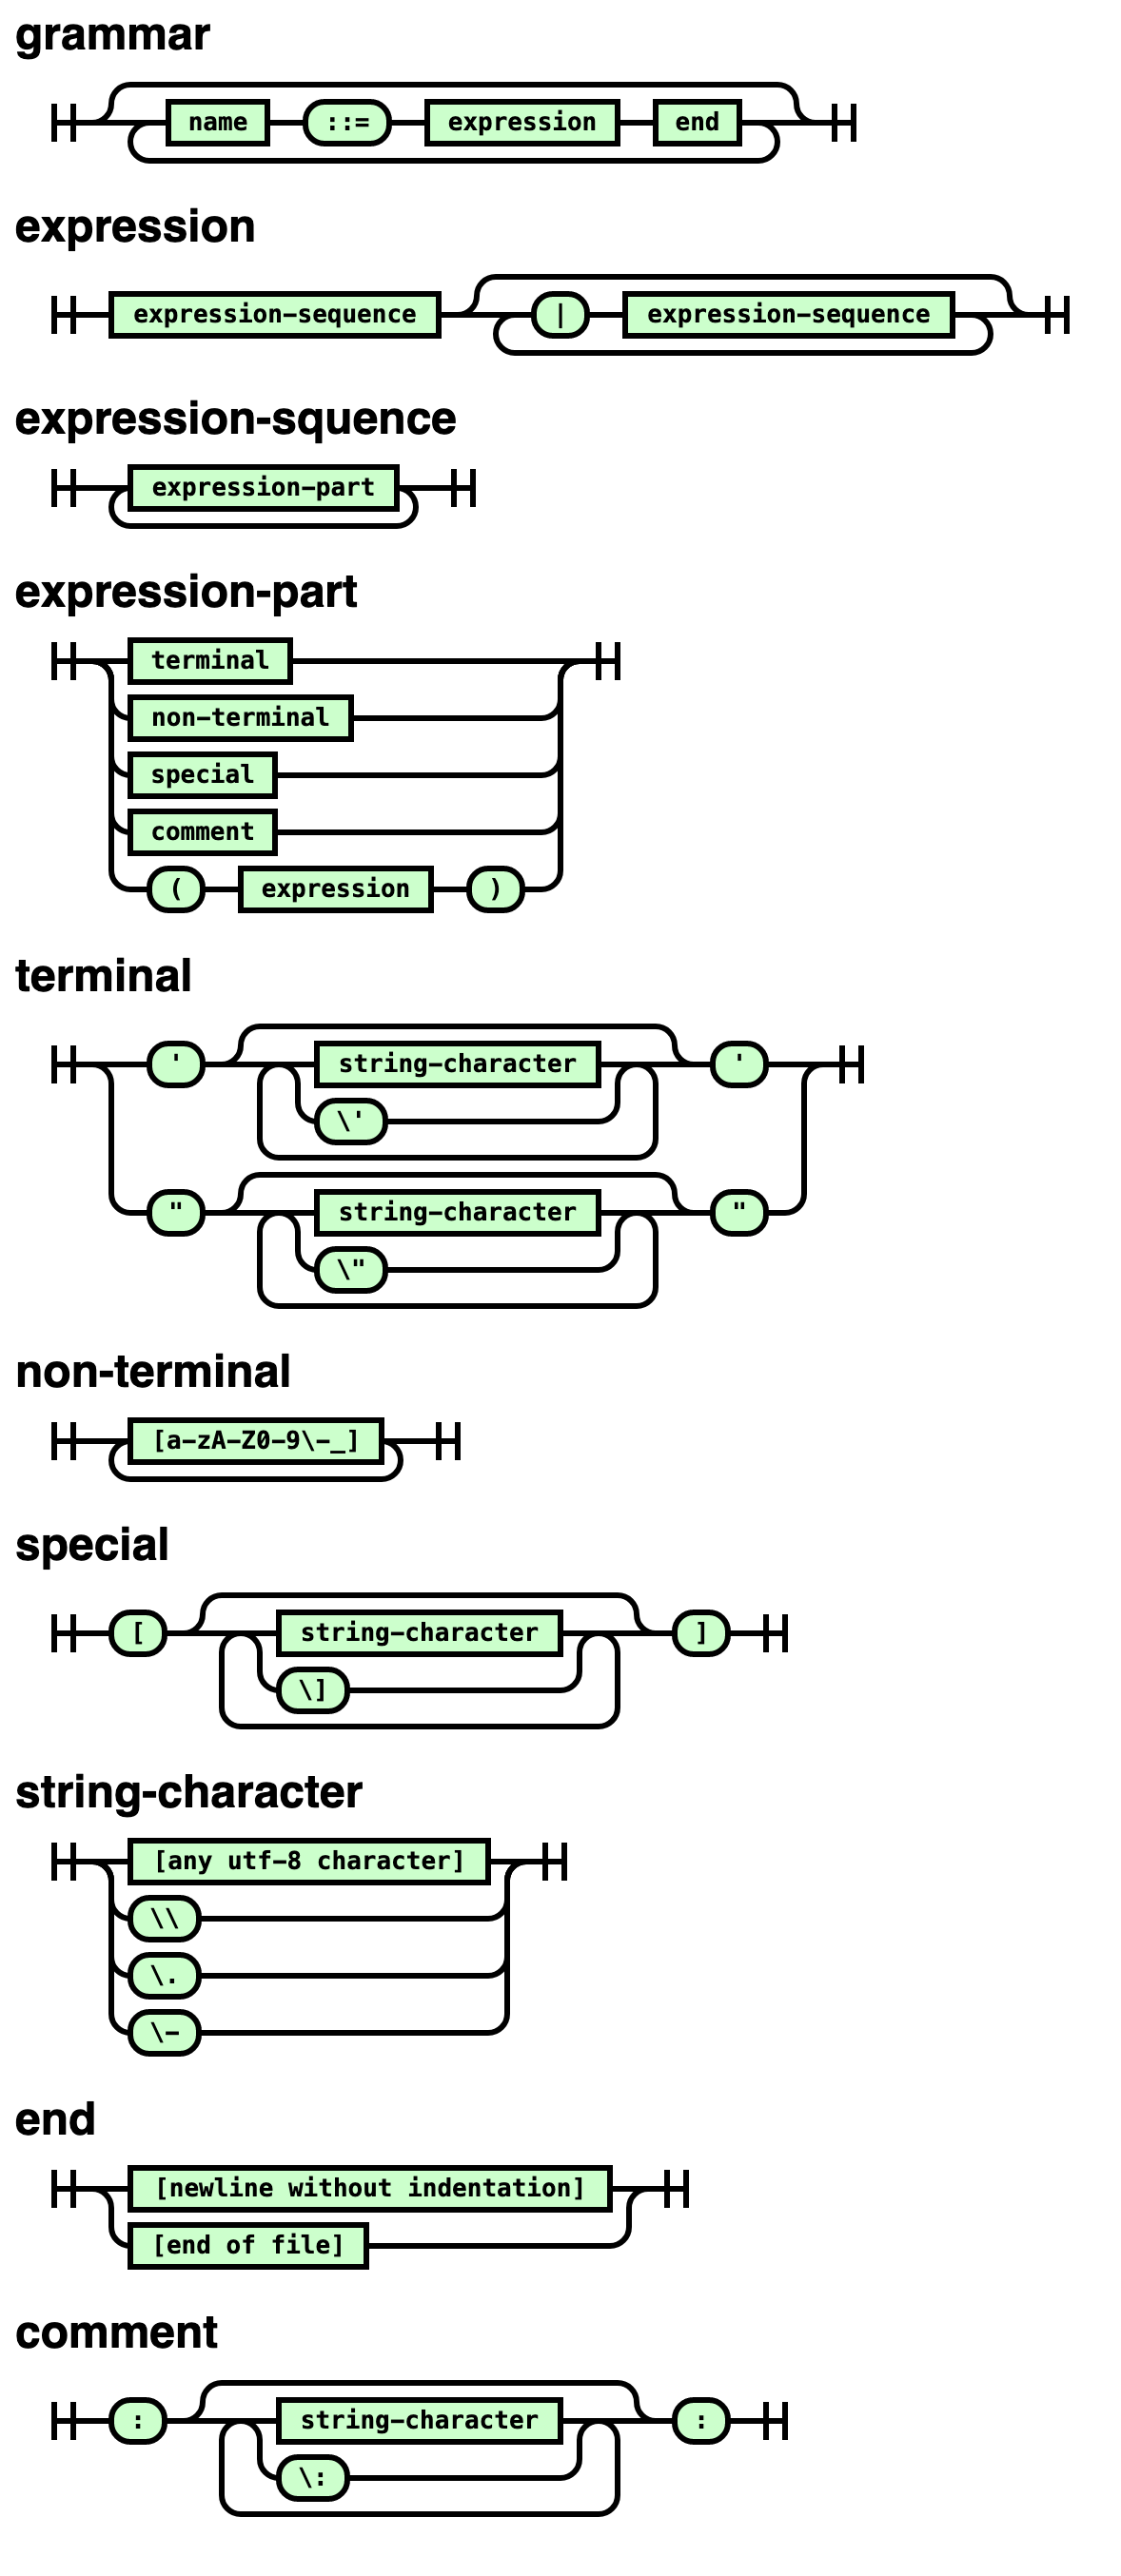 grammar
name ::= expression end
expression
expression-sequence | expression-sequence
expression-squence
expression-part
expression-part
terminal
non-terminal
special
comment
( expression )
terminal
' string-character '
\'
" string-character "
\"
non-terminal
[a-zA-Z0-9\-_]
special
[ string-character ]
\]
string-character
[any utf-8 character]
\\
\.
\-
end
[newline without indentation]
[end of file]
comment
: string-character :
\: